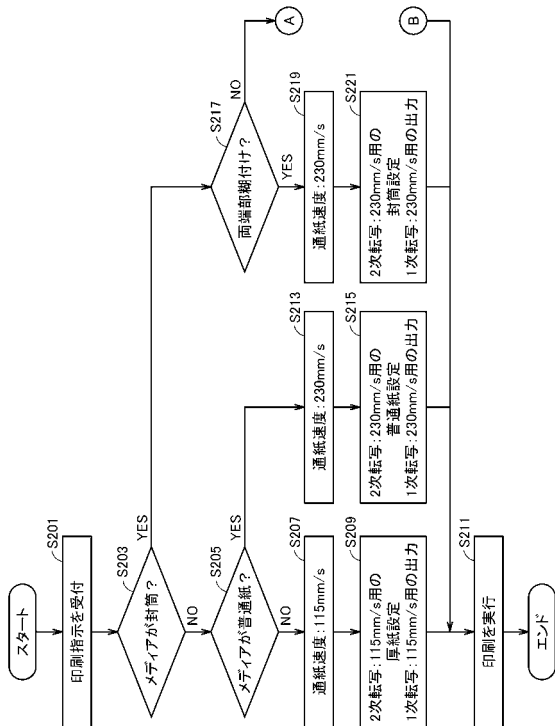 スタート
S201
印刷指示を受付
S203
メディアが封筒?
YES
NO
S205
メディアが普通紙?
YES
NO
S207
通紙速度:115mm/s
S209
2次転写:115mm/s用の
厚紙設定
1次転写:115mm/s用の出力
S211
印刷を実行
エンド
S213
通紙速度:230mm/s
S215
2次転写:230mm/s用の
普通紙設定
1次転写:230mm/s用の出力
S217
両端部糊付け?
NO
YES
A
S219
通紙速度:230mm/s
S221
2次転写:230mm/s用の
封筒設定
1次転写:230mm/s用の出力
B